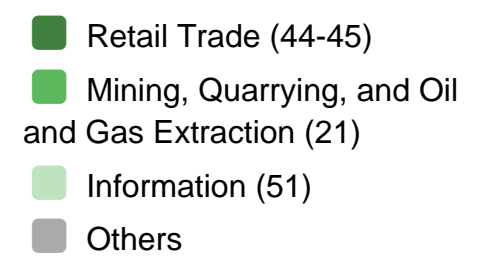 Retail Trade (44-45)
Mining, Quarrying, and Oil
and Gas Extraction (21)
Information (51)
Others